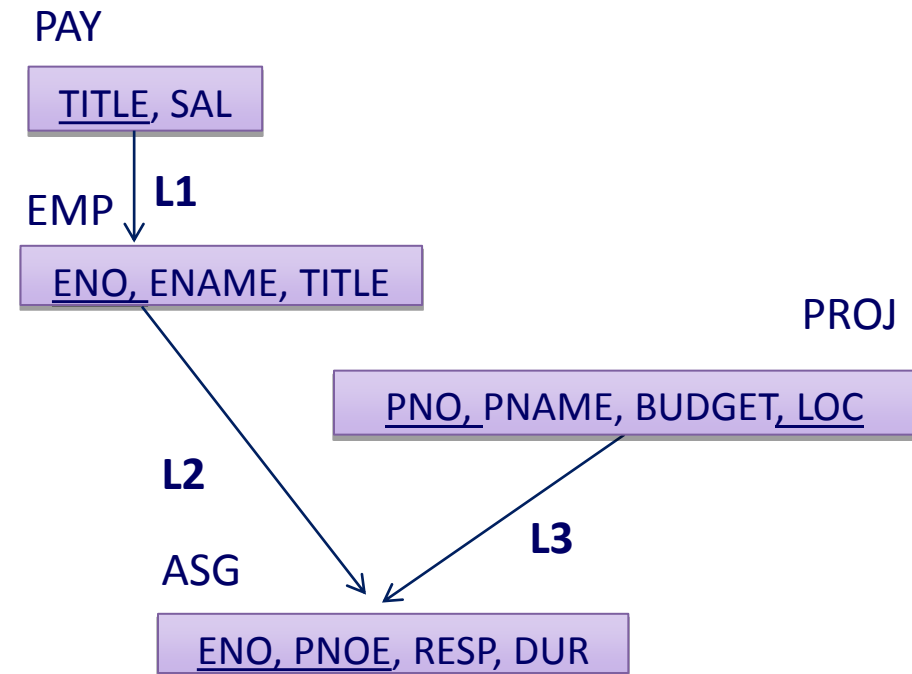 PAY
TITLE, SAL
L1
EMP
ENO, ENAME, TITLE
PROJ
PNO, PNAME, BUDGET, LOC
L2
L3
ASG
ENO, PNOE, RESP, DUR